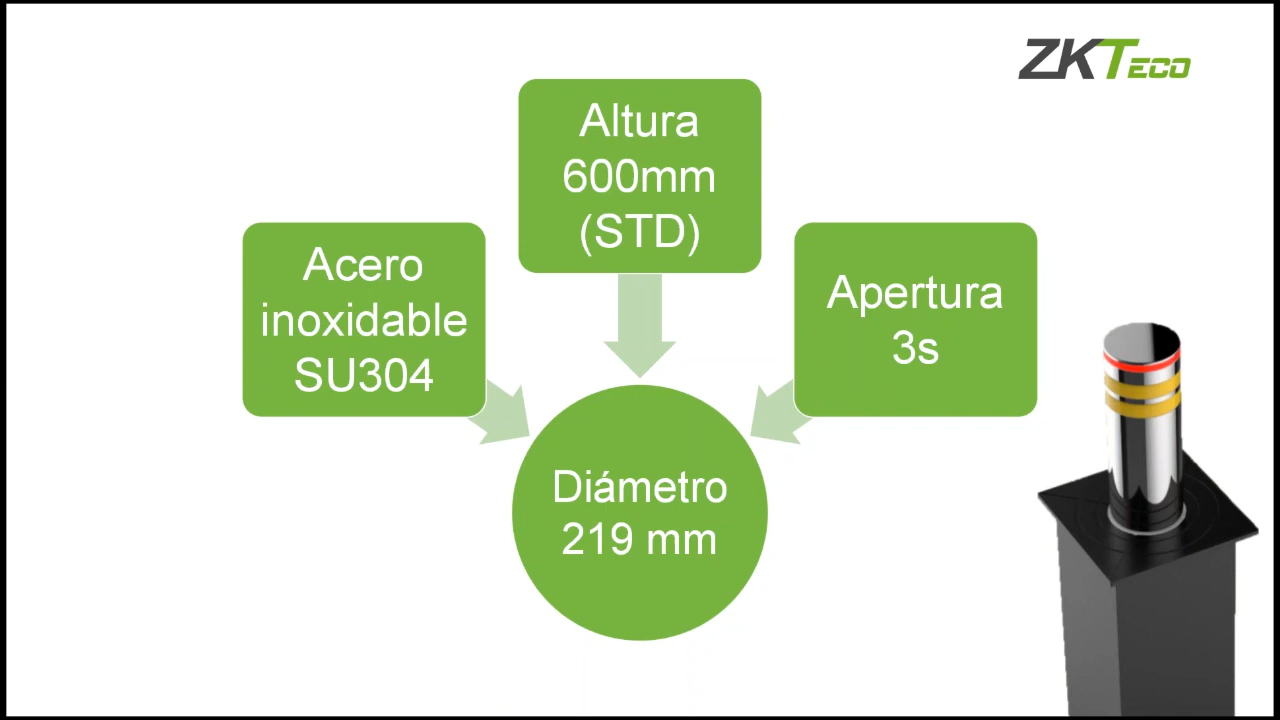 ZKTECO
Altura
600mm
(STD)
Acero
inoxidable
SU304
Apertura
3s
Diámetro
219 mm